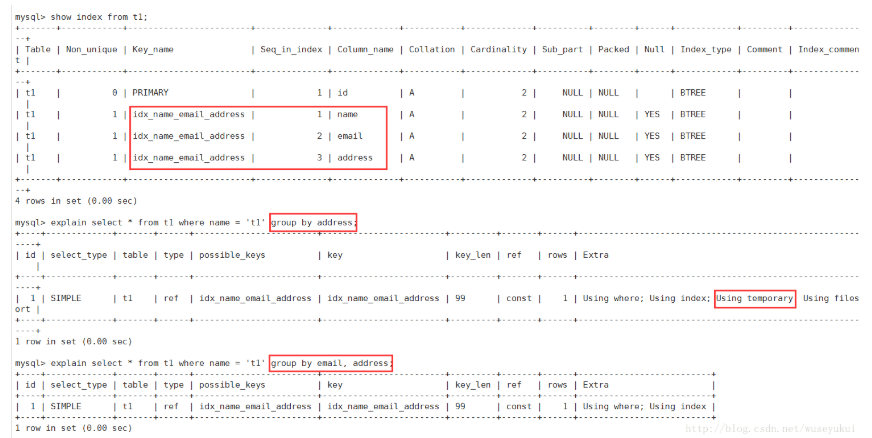 mysql> show index from t1;
+-------+------------+------------------------+--------------+-------------+-----------+-------------+----------+--------+------+------------+---------+--------------
--+
| Table | Non_unique | Key_name | Seq_in_index | Column_name | Collation | Cardinality | Sub_part | Packed | Null | Index_type | Comment | Index_commen
t |
+-------+------------+------------------------+--------------+-------------+-----------+-------------+----------+--------+------+------------+---------+--------------
--+
| t1 | 0 | PRIMARY | 1 | id | A | 2 | NULL | NULL | | BTREE | |
|
| t1 | 1 | idx_name_email_address | 1 | name | A | 2 | NULL | NULL | YES | BTREE | |
|
| t1 | 1 | idx_name_email_address | 2 | email | A | 2 | NULL | NULL | YES | BTREE | |
|
| t1 | 1 | idx_name_email_address | 3 | address | A | 2 | NULL | NULL | YES | BTREE | |
|
+-------+------------+------------------------+--------------+-------------+-----------+-------------+----------+--------+------+------------+---------+--------------
--+
4 rows in set (0.00 sec)
mysql> explain select * from t1 where name = 't1' group by address;
+----+-------------+-------+------+------------------------+------------------------+---------+-------+------+-------------------------------------------------------
----+
| id | select_type | table | type | possible_keys | key | key_len | ref | rows | Extra
|
+----+-------------+-------+------+------------------------+------------------------+---------+-------+------+-------------------------------------------------------
----+
| 1 | SIMPLE | t1 | ref | idx_name_email_address | idx_name_email_address | 99 | const | 1 | Using where; Using index; Using temporary; Using files
ort |
+----+-------------+-------+------+------------------------+------------------------+---------+-------+------+-------------------------------------------------------
----+
1 row in set (0.00 sec)
mysql> explain select * from t1 where name = 't1' group by email, address;
+----+-------------+-------+------+------------------------+------------------------+---------+-------+------+--------------------------+
| id | select_type | table | type | possible_keys | key | key_len | ref | rows | Extra |
+----+-------------+-------+------+------------------------+------------------------+---------+-------+------+--------------------------+
| 1 | SIMPLE | t1 | ref | idx_name_email_address | idx_name_email_address | 99 | const | 1 | Using where; Using index |
+----+-------------+-------+------+------------------------+------------------------+---------+-------+------+--------------------------+
1 row in set (0.00 sec)
http://blog.csdn.net/wuseyukui